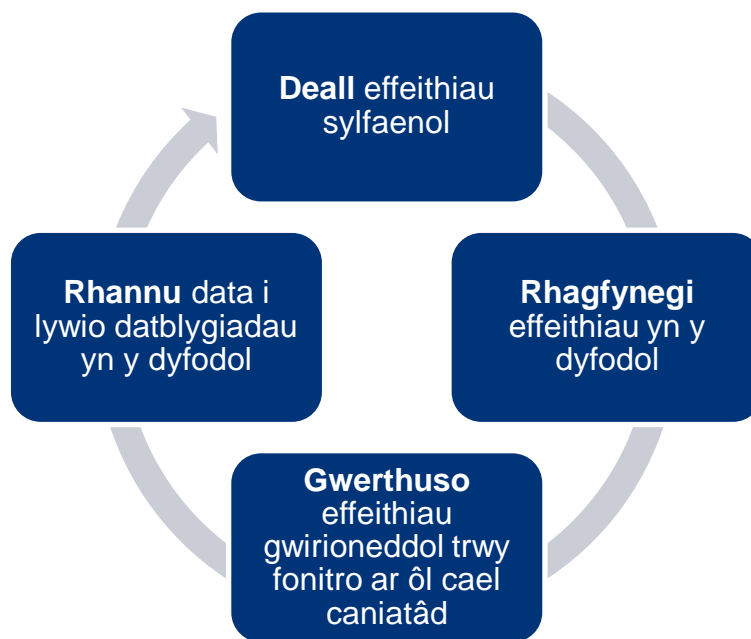 Deall effeithiau
sylfaenol
Rhagfynegi
effeithiau yn y
dyfodol
Gwerthuso
effeithiau
gwirioneddol trwy
fonitro ar ôl cael
caniatâd
Rhannu data i
lywio datblygiadau
yn y dyfodol